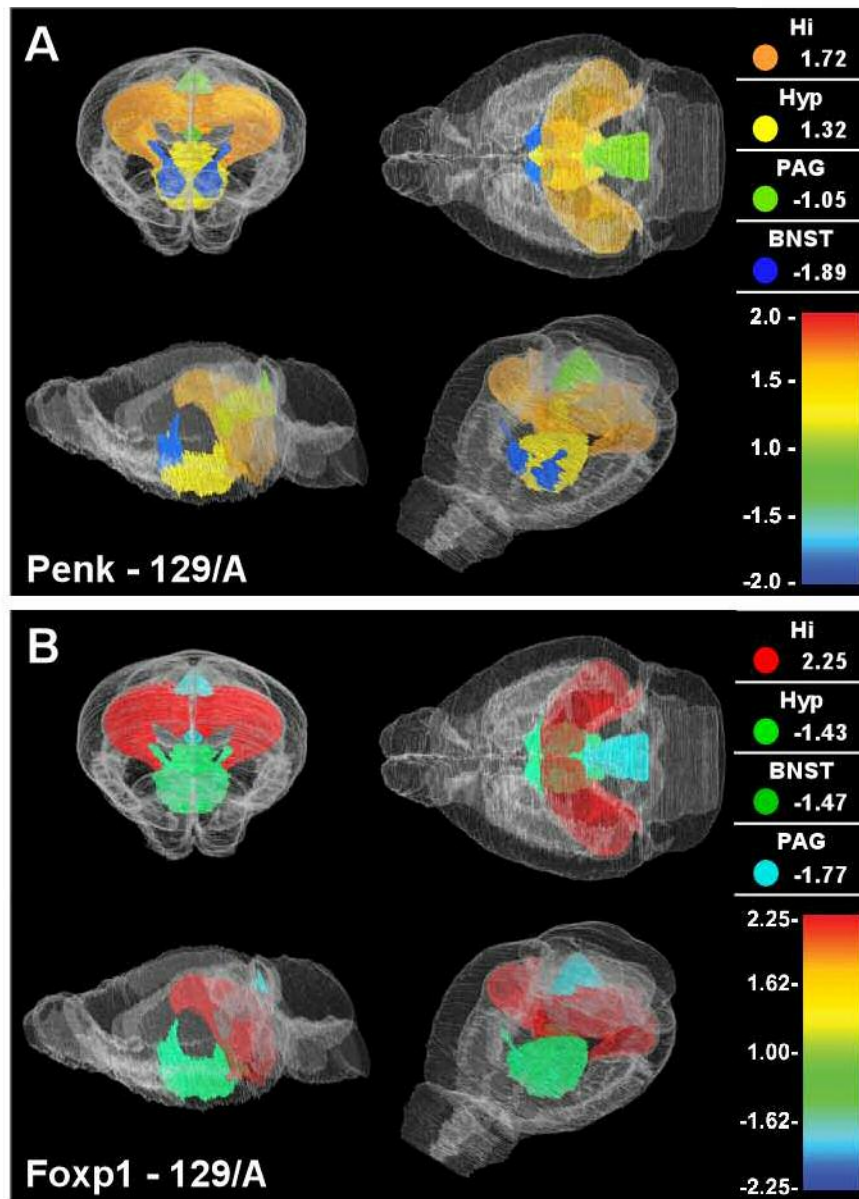 A
Hi
1.72
Hyp
1.32
PAG
-1.05
BNST
-1.89
2.0 -
1.5 -
1.0 -
-1.5 -
-2.0 -
Penk - 129/A
B
Hi
2.25
Hyp
-1.43
BNST
-1.47
PAG
-1.77
2.25-
1.62-
1.00-
-1.62-
-2.25-
Foxp1 - 129/A